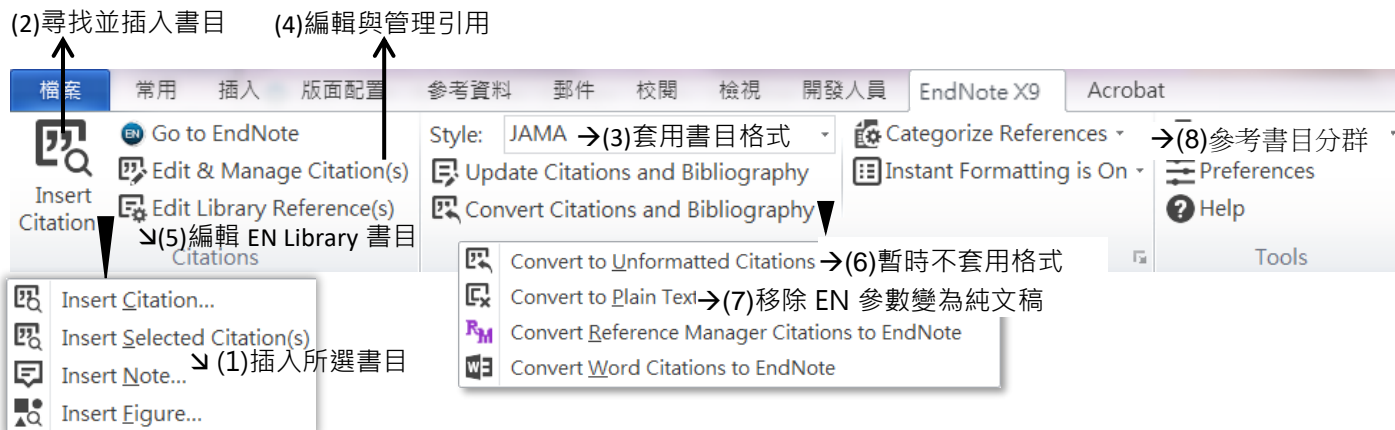 (2)尋找並插入書目
(4)編輯與管理引用
檔案 常用 插入 版面配置 參考資料 郵件 校閱 檢視 開發人員 EndNote X9 Acrobat
Insert Citation
Go to EndNote
Edit & Manage Citation(s)
Edit Library Reference(s)
↘(5)編輯 EN Library 書目
Citations
Style: JAMA →(3)套用書目格式
Update Citations and Bibliography
Convert Citations and Bibliography
Categorize References
Instant Formatting is On
→(8)參考書目分群
Preferences
Help
Tools
Insert Citation...
Insert Selected Citation(s)
↘(1)插入所選書目
Insert Note...
Insert Figure...
Convert to Unformatted Citations →(6)暫時不套用格式
Convert to Plain Text →(7)移除 EN 參數變為純文稿
Convert Reference Manager Citations to EndNote
Convert Word Citations to EndNote